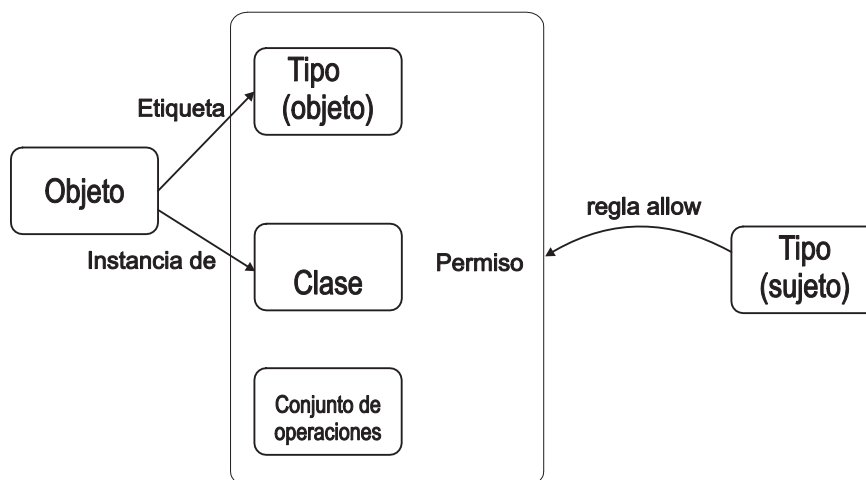 Tipo
(objeto)
Etiqueta
Objeto
Instancia de
Clase
Permiso
regla allow
Tipo
(sujeto)
Conjunto de
operaciones